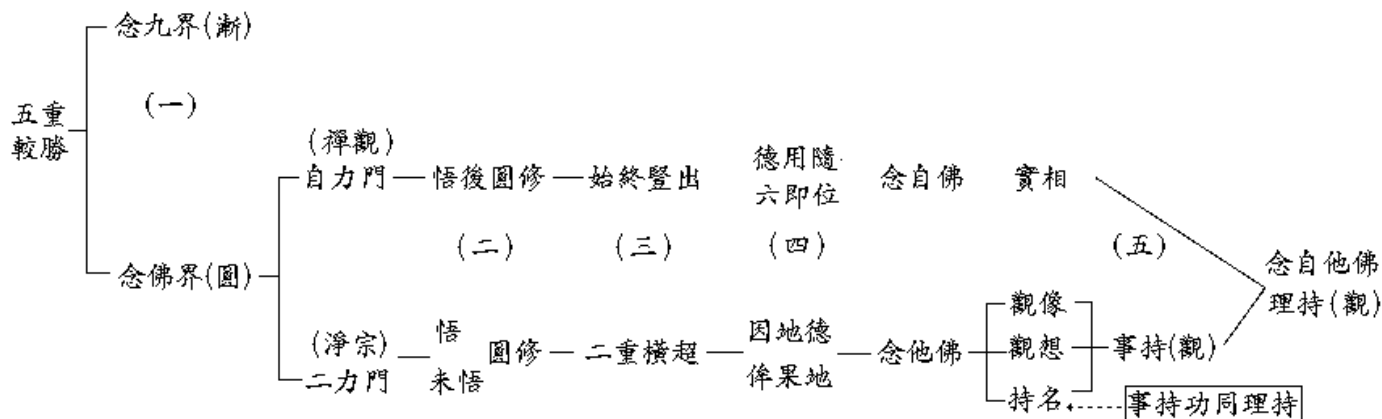 念九界(漸)
五重
較勝
(一)
(禪觀)
自力門
悟後圓修
始終豎出
德用隨
六即位
念自佛
實相
(二)
(三)
(四)
(五)
念佛界(圓)
念自他佛
理持(觀)
(淨宗)
二力門
悟
未悟
圓修
二重橫超
因地德
侔果地
念他佛
觀像
觀想
持名
事持(觀)
事持功同理持